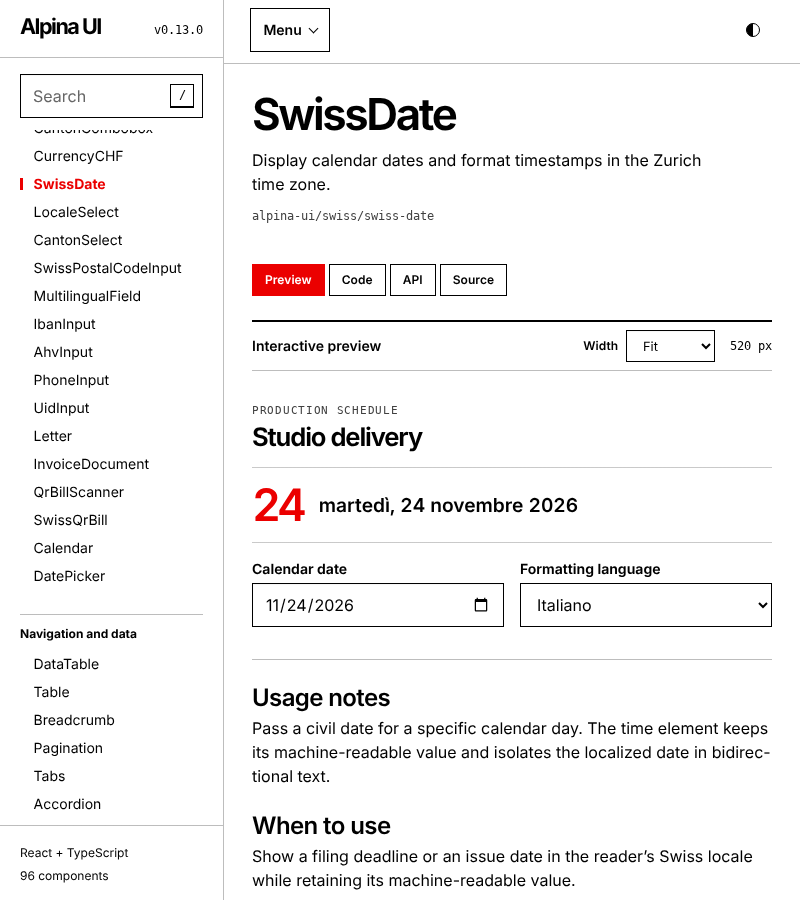 Alpina UI
v0.13.0
Search
/
CantonCombobox
CurrencyCHF
SwissDate
LocaleSelect
CantonSelect
SwissPostalCodeInput
MultilingualField
IbanInput
AhvInput
PhoneInput
UidInput
Letter
InvoiceDocument
QrBillScanner
SwissQrBill
Calendar
DatePicker
Navigation and data
DataTable
Table
Breadcrumb
Pagination
Tabs
Accordion
React + TypeScript
96 components
Menu
SwissDate
Display calendar dates and format timestamps in the Zurich
time zone.
alpina-ui/swiss/swiss-date
Preview
Code
API
Source
Interactive preview
Width
Fit
520 px
PRODUCTION SCHEDULE
Studio delivery
24
martedì, 24 novembre 2026
Calendar date
Formatting language
11/24/2026
Italiano
Usage notes
Pass a civil date for a specific calendar day. The time element keeps
its machine-readable value and isolates the localized date in bidirec-
tional text.
When to use
Show a filing deadline or an issue date in the reader’s Swiss locale
while retaining its machine-readable value.